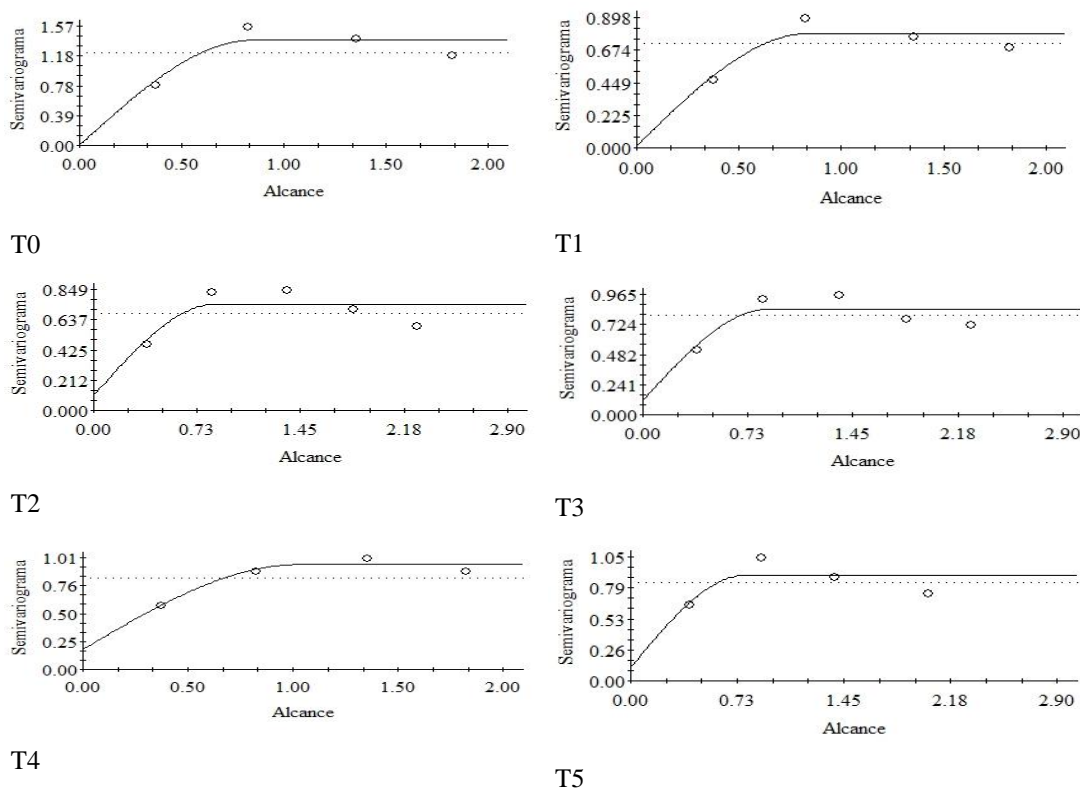 Semivariograma
1.57
1.18
0.78
0.39
0.00
0.00 0.50 1.00 1.50 2.00
Alcance
T0
Semivariograma
0.898
0.674
0.449
0.225
0.000
0.00 0.50 1.00 1.50 2.00
Alcance
T1
Semivariograma
0.849
0.637
0.425
0.212
0.000
0.00 0.73 1.45 2.18 2.90
Alcance
T2
Semivariograma
0.965
0.724
0.482
0.241
0.000
0.00 0.73 1.45 2.18 2.90
Alcance
T3
Semivariograma
1.01
0.76
0.50
0.25
0.00
0.00 0.50 1.00 1.50 2.00
Alcance
T4
Semivariograma
1.05
0.79
0.53
0.26
0.00
0.00 0.73 1.45 2.18 2.90
Alcance
T5